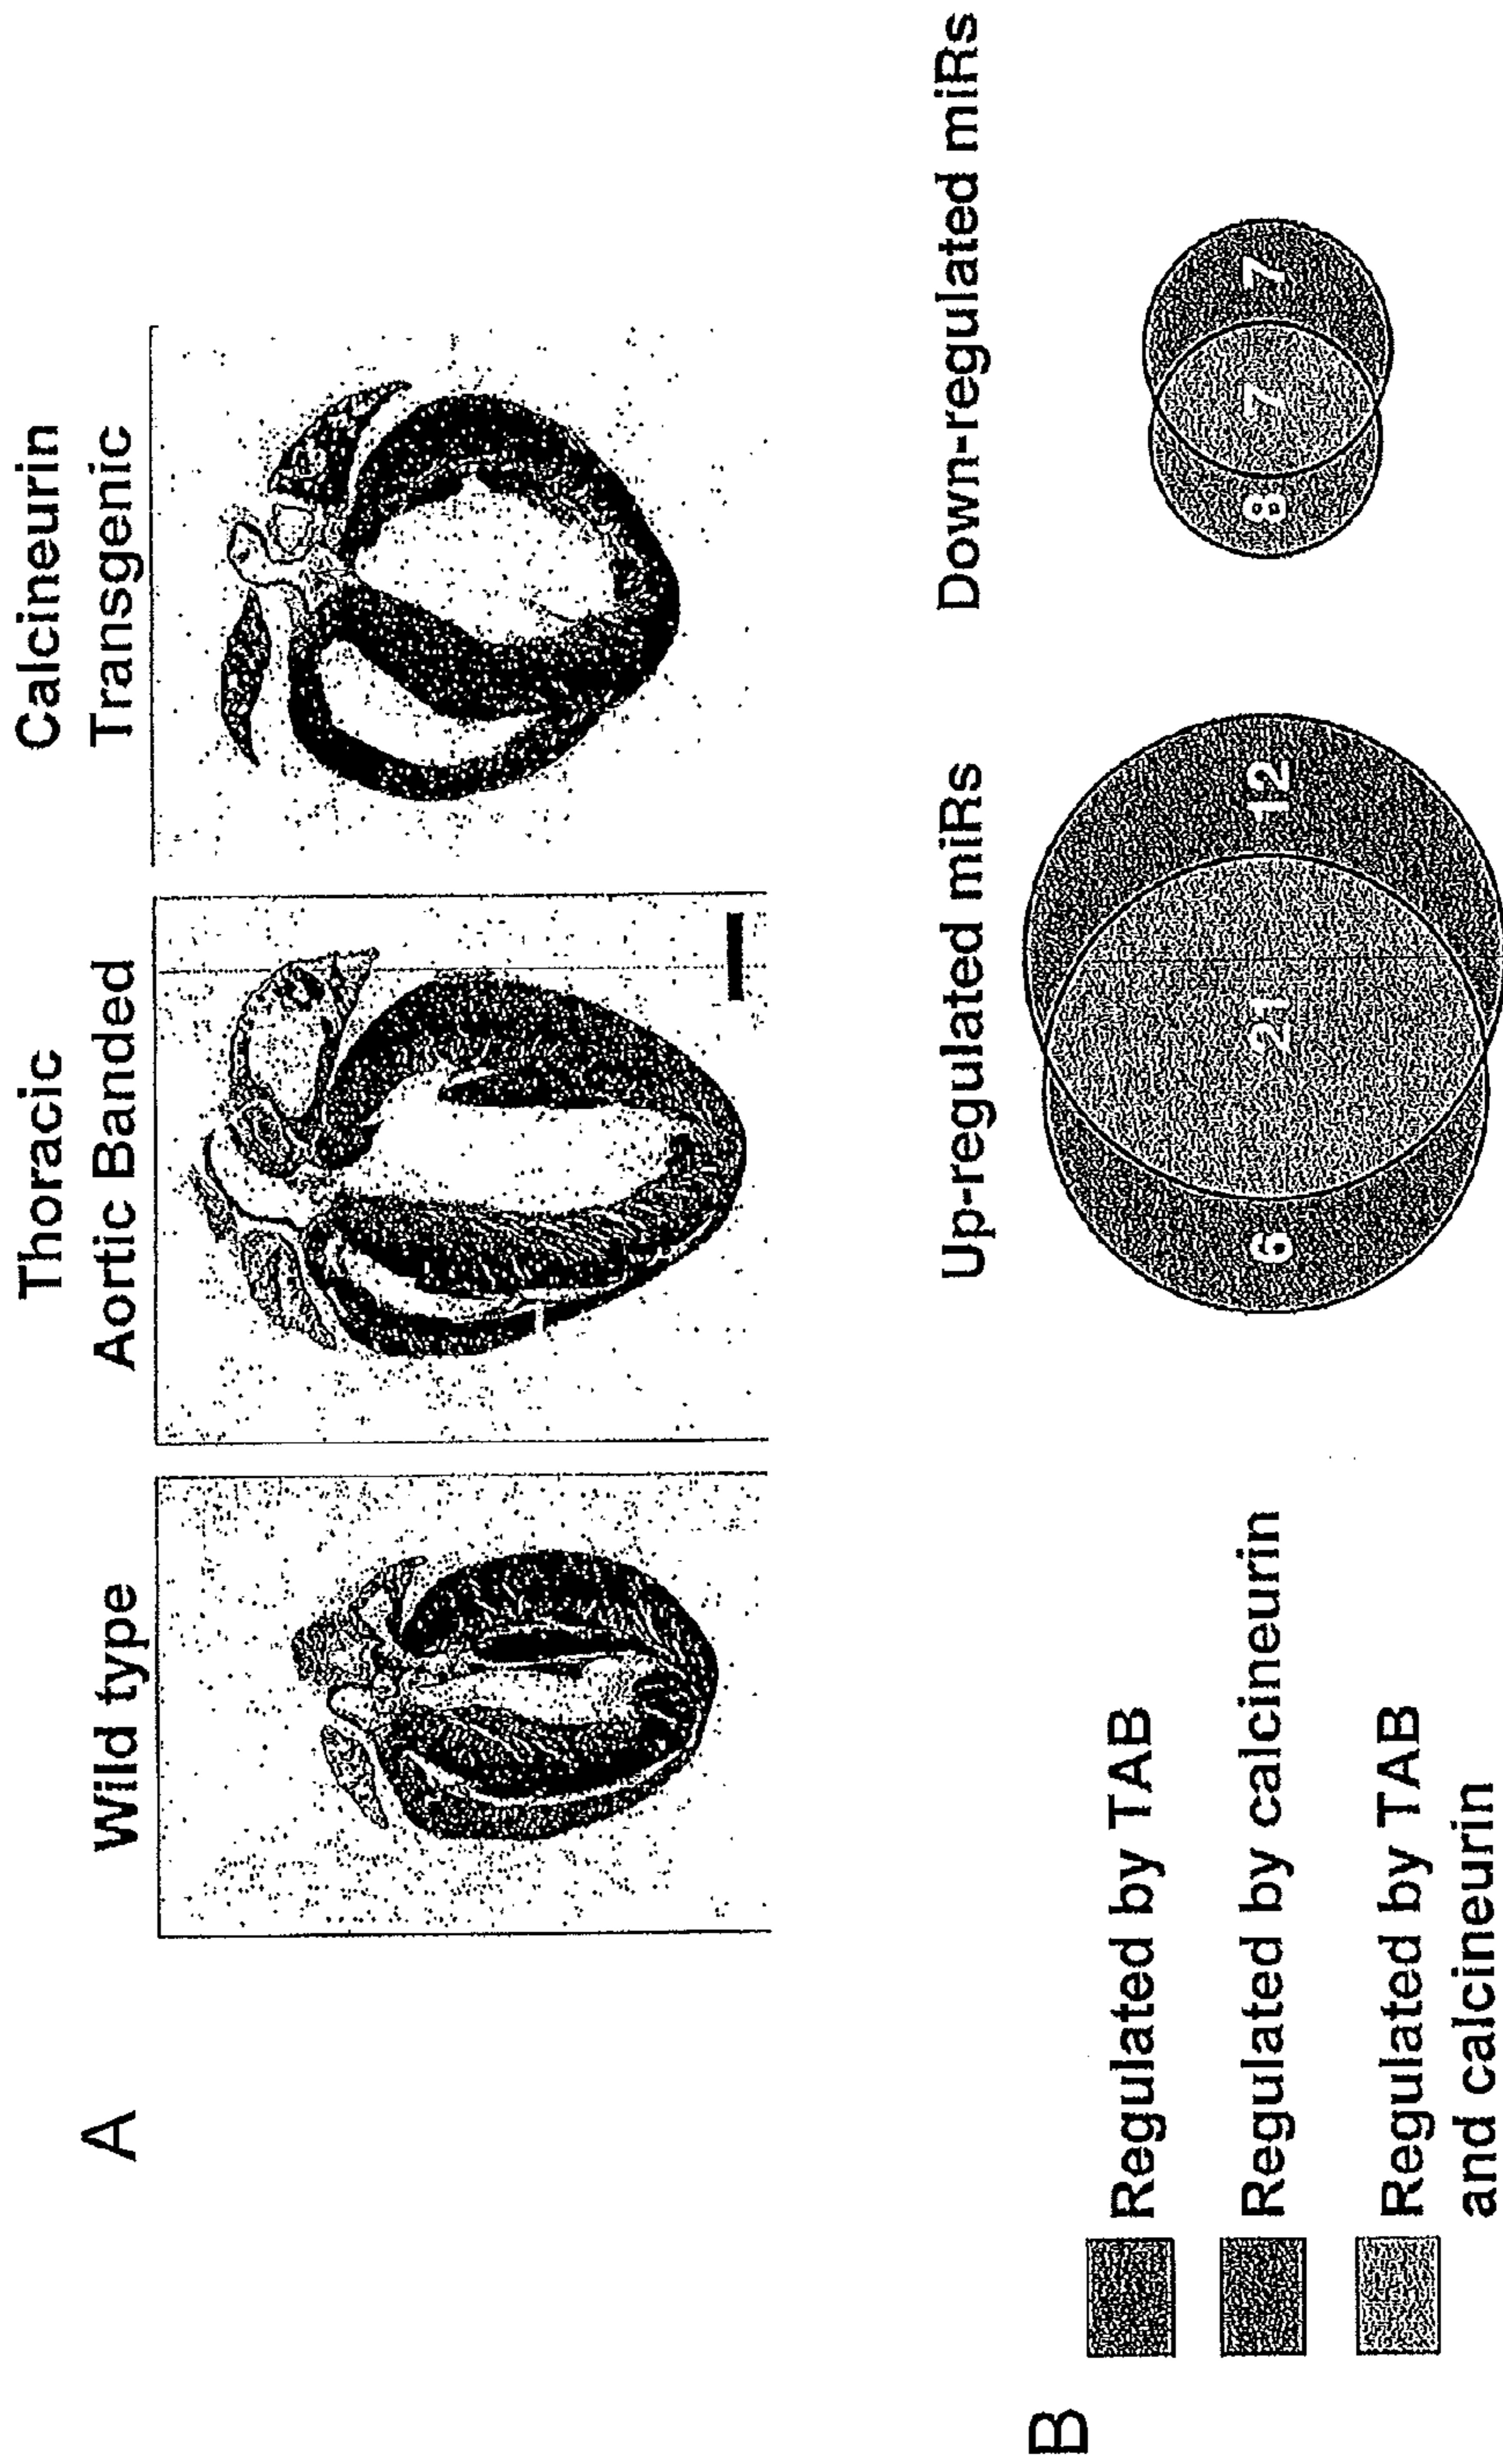 A
Wild type
Thoracic
Aortic Banded
Calcineurin
Transgenic
B
Regulated by TAB
Regulated by calcineurin
Regulated by TAB
and calcineurin
Up-regulated miRs
6
21
12
Down-regulated miRs
8
7
7